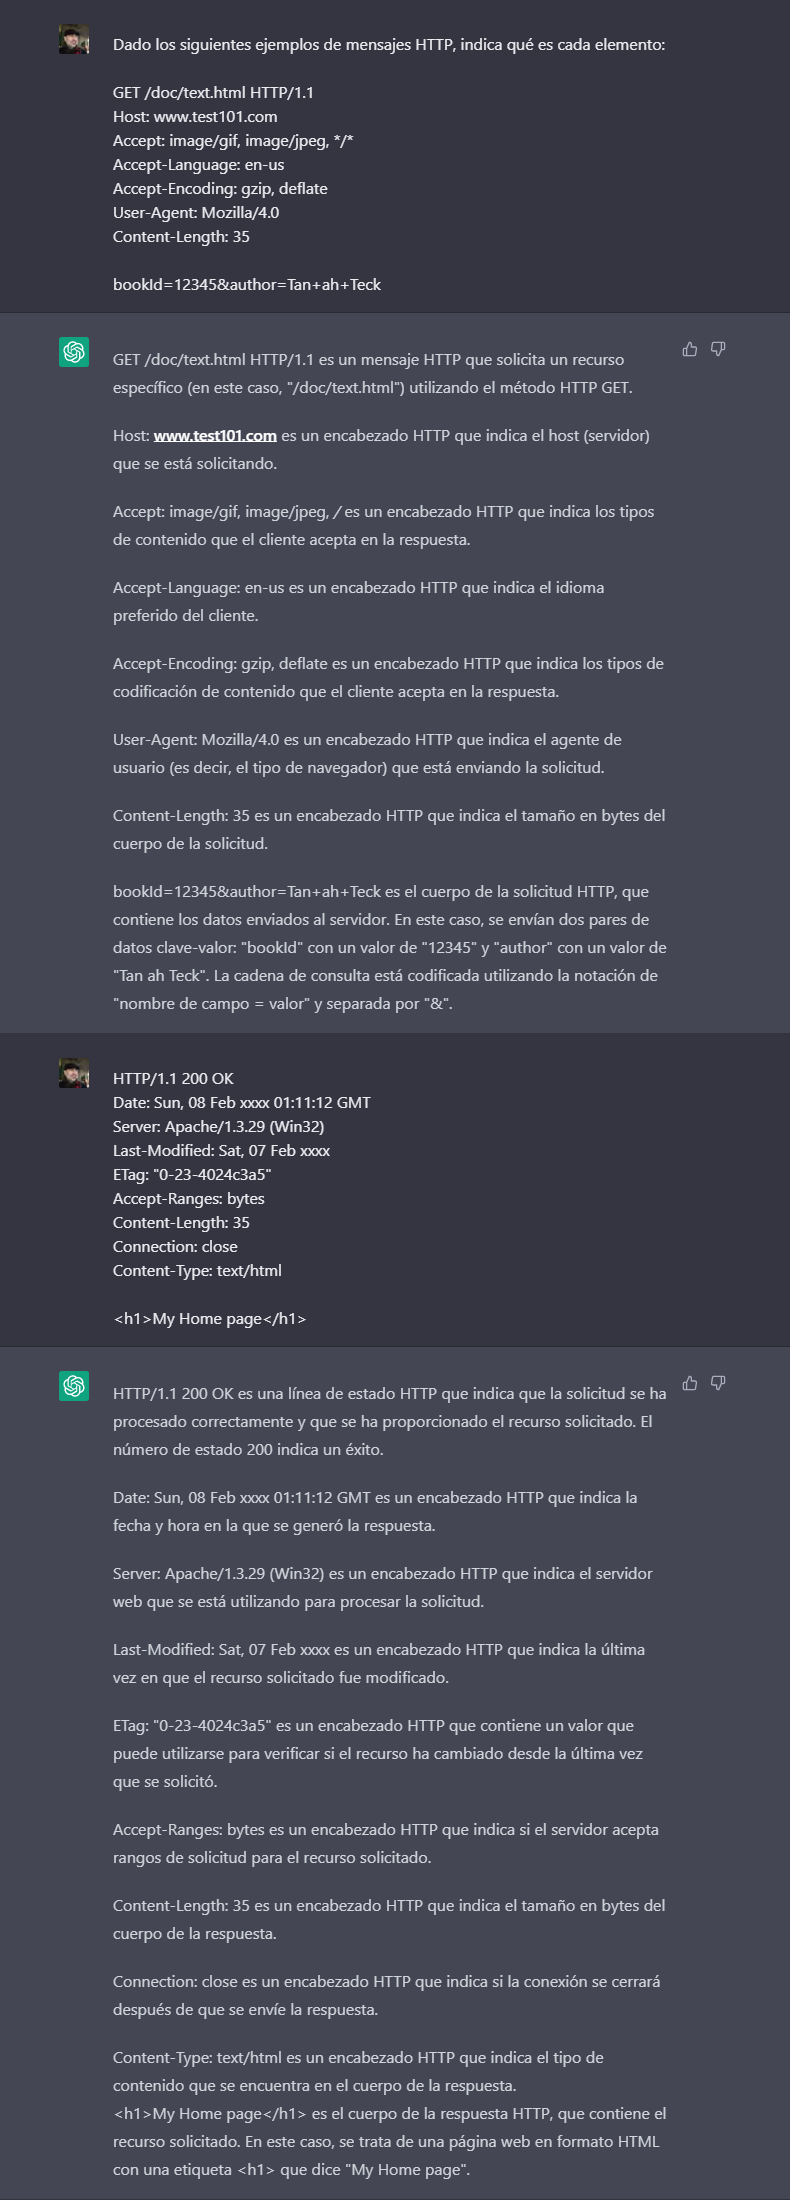 Dado los siguientes ejemplos de mensajes HTTP, indica qué es cada elemento:
GET /doc/text.html HTTP/1.1
Host: www.test101.com
Accept: image/gif, image/jpeg, */*
Accept-Language: en-us
Accept-Encoding: gzip, deflate
User-Agent: Mozilla/4.0
Content-Length: 35
bookId=12345&author=Tan+ah+Teck
GET /doc/text.html HTTP/1.1 es un mensaje HTTP que solicita un recurso
específico (en este caso, "/doc/text.html") utilizando el método HTTP GET.
Host: www.test101.com es un encabezado HTTP que indica el host (servidor)
que se está solicitando.
Accept: image/gif, image/jpeg, / es un encabezado HTTP que indica los tipos
de contenido que el cliente acepta en la respuesta.
Accept-Language: en-us es un encabezado HTTP que indica el idioma
preferido del cliente.
Accept-Encoding: gzip, deflate es un encabezado HTTP que indica los tipos de
codificación de contenido que el cliente acepta en la respuesta.
User-Agent: Mozilla/4.0 es un encabezado HTTP que indica el agente de
usuario (es decir, el tipo de navegador) que está enviando la solicitud.
Content-Length: 35 es un encabezado HTTP que indica el tamaño en bytes del
cuerpo de la solicitud.
bookId=12345&author=Tan+ah+Teck es el cuerpo de la solicitud HTTP, que
contiene los datos enviados al servidor. En este caso, se envían dos pares de
datos clave-valor: "bookId" con un valor de "12345" y "author" con un valor de
"Tan ah Teck". La cadena de consulta está codificada utilizando la notación de
"nombre de campo = valor" y separada por "&".
HTTP/1.1 200 OK
Date: Sun, 08 Feb xxxx 01:11:12 GMT
Server: Apache/1.3.29 (Win32)
Last-Modified: Sat, 07 Feb xxxx
ETag: "0-23-4024c3a5"
Accept-Ranges: bytes
Content-Length: 35
Connection: close
Content-Type: text/html
<h1>My Home page</h1>
HTTP/1.1 200 OK es una línea de estado HTTP que indica que la solicitud se ha
procesado correctamente y que se ha proporcionado el recurso solicitado. El
número de estado 200 indica un éxito.
Date: Sun, 08 Feb xxxx 01:11:12 GMT es un encabezado HTTP que indica la
fecha y hora en la que se generó la respuesta.
Server: Apache/1.3.29 (Win32) es un encabezado HTTP que indica el servidor
web que se está utilizando para procesar la solicitud.
Last-Modified: Sat, 07 Feb xxxx es un encabezado HTTP que indica la última
vez en que el recurso solicitado fue modificado.
ETag: "0-23-4024c3a5" es un encabezado HTTP que contiene un valor que
puede utilizarse para verificar si el recurso ha cambiado desde la última vez
que se solicitó.
Accept-Ranges: bytes es un encabezado HTTP que indica si el servidor acepta
rangos de solicitud para el recurso solicitado.
Content-Length: 35 es un encabezado HTTP que indica el tamaño en bytes del
cuerpo de la respuesta.
Connection: close es un encabezado HTTP que indica si la conexión se cerrará
después de que se envíe la respuesta.
Content-Type: text/html es un encabezado HTTP que indica el tipo de
contenido que se encuentra en el cuerpo de la respuesta.
<h1>My Home page</h1> es el cuerpo de la respuesta HTTP, que contiene el
recurso solicitado. En este caso, se trata de una página web en formato HTML
con una etiqueta <h1> que dice "My Home page".